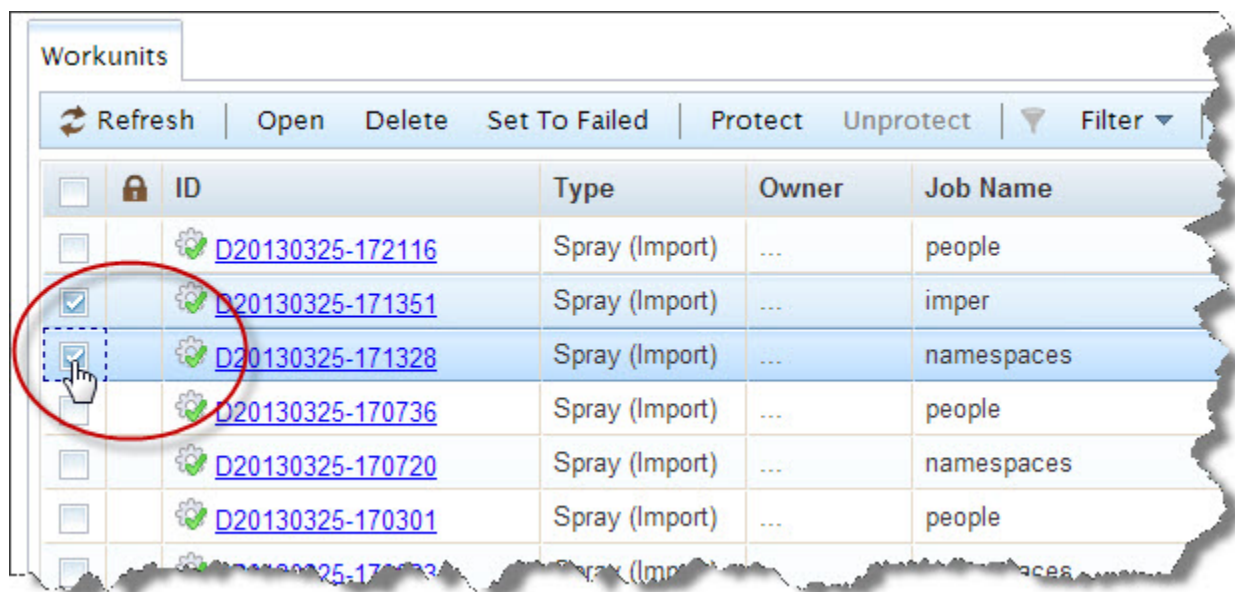 Workunits
Refresh Open Delete Set To Failed Protect Unprotect Filter
ID Type Owner Job Name
D20130325-172116 Spray (Import) ... people
D20130325-171351 Spray (Import) ... imper
D20130325-171328 Spray (Import) ... namespaces
D20130325-170736 Spray (Import) ... people
D20130325-170720 Spray (Import) ... namespaces
D20130325-170301 Spray (Import) ... people